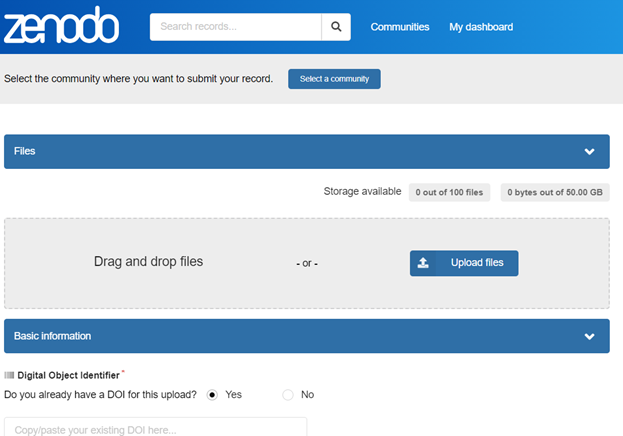 zenodo
Search records...
Communities
My dashboard
Select the community where you want to submit your record.
Select a community
Files
Storage available
0 out of 100 files
0 bytes out of 50.00 GB
Drag and drop files
- or -
Upload files
Basic information
Digital Object Identifier *
Do you already have a DOI for this upload?
Yes
No
Copy/paste your existing DOI here...